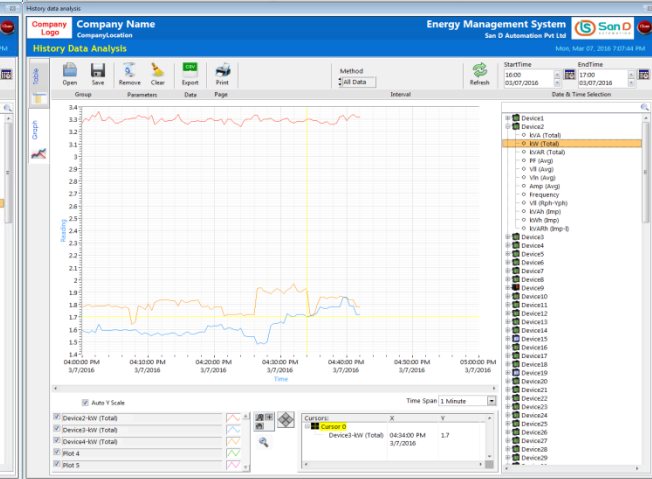 History data analysis
Company Logo
Company Name
CompanyLocation
Energy Management System
San D Automation Pvt Ltd
San D
AUTOMATION
Close
History Data Analysis
Mon, Mar 07, 2016 7:07:44 PM
PM
Table
Graph
Open
Save
Remove
Clear
CSV
Export
Print
Method
All Data
Refresh
StartTime
16:00
03/07/2016
EndTime
17:00
03/07/2016
Group
Parameters
Data
Page
Interval
Date & Time Selection
3.4
3.3
3.2
3.1
3
2.9
2.8
2.7
2.6
2.5
2.4
2.3
2.2
2.1
2
1.9
1.8
1.7
1.6
1.5
1.4
Reading
04:00:00 PM
3/7/2016
04:10:00 PM
3/7/2016
04:20:00 PM
3/7/2016
04:30:00 PM
3/7/2016
04:40:00 PM
3/7/2016
04:50:00 PM
3/7/2016
05:00:00 PM
3/7/2016
Time
Device1
Device2
kVA (Total)
kW (Total)
kVAR (Total)
PF (Avg)
Vll (Avg)
Vln (Avg)
Amp (Avg)
Frequency
Vll (Rph-Yph)
kVAh (Imp)
kWh (Imp)
kVARh (Imp-I)
Device3
Device4
Device5
Device6
Device7
Device8
Device9
Device10
Device11
Device12
Device13
Device14
Device15
Device16
Device17
Device18
Device19
Device20
Device21
Device22
Device23
Device24
Device25
Device26
Device27
Device28
Device29
Auto Y Scale
Time Span 1 Minute
Device2-kW (Total)
Device3-kW (Total)
Device4-kW (Total)
Plot 4
Plot 5
Cursors: X Y
Cursor 0
Device3-kW (Total) 04:34:00 PM 1.7
3/7/2016